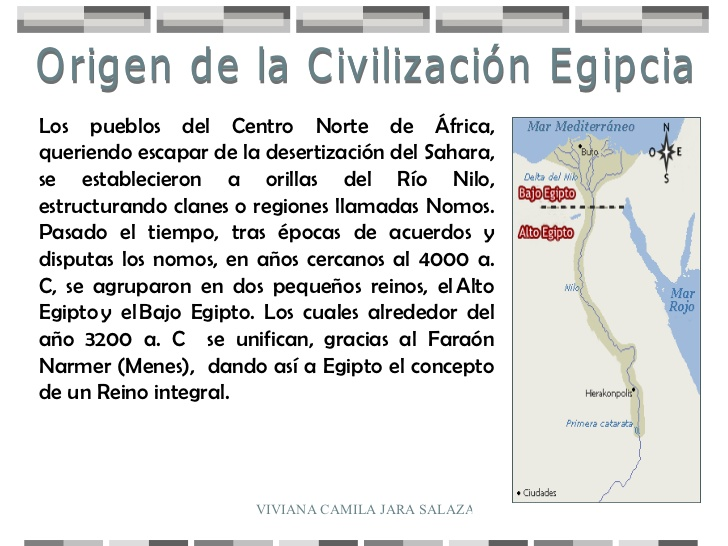 Origen de la Civilización Egipcia
Los pueblos del Centro Norte de África,
queriendo escapar de la desertización del Sahara,
se establecieron a orillas del Río Nilo,
estructurando clanes o regiones llamadas Nomos.
Pasado el tiempo, tras épocas de acuerdos y
disputas los nomos, en años cercanos al 4000 a.
C, se agruparon en dos pequeños reinos, el Alto
Egipto y el Bajo Egipto. Los cuales alrededor del
año 3200 a. C se unifican, gracias al Faraón
Narmer (Menes), dando así a Egipto el concepto
de un Reino integral.
Mar Mediterráneo
N
Buto
O
E
S
Delta del Nilo
Bajo Egipto
Alto Egipto
Nilo
Mar
Rojo
Hierakonpolis
Primera catarata
Ciudades
VIVIANA CAMILA JARA SALAZA